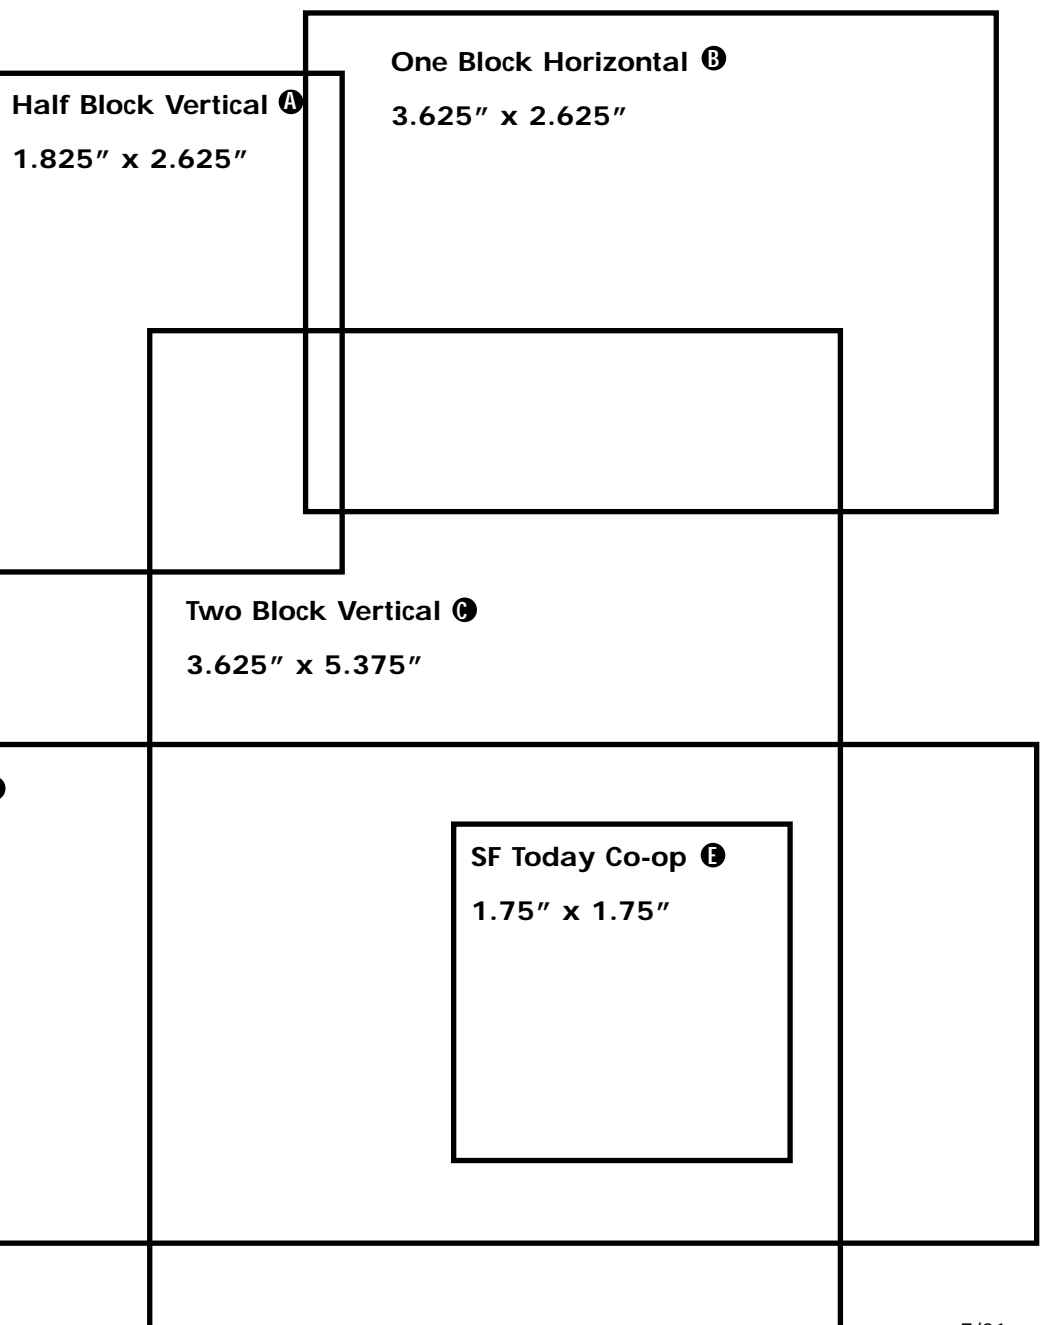 One Block Horizontal B
3.625″ x 2.625″
Half Block Vertical A
1.825″ x 2.625″
Two Block Vertical C
3.625″ x 5.375″
SF Today Co-op E
1.75″ x 1.75″